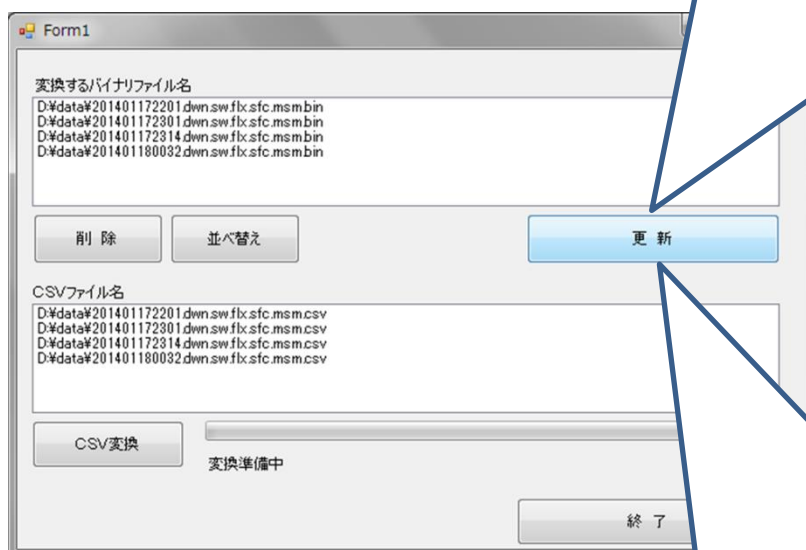 Form1
変換するバイナリファイル名
D:¥data¥201401172201.dwn.sw.flx.sfc.msm.bin
D:¥data¥201401172301.dwn.sw.flx.sfc.msm.bin
D:¥data¥201401172314.dwn.sw.flx.sfc.msm.bin
D:¥data¥201401180032.dwn.sw.flx.sfc.msm.bin
削 除 並べ替え 更 新
CSVファイル名
D:¥data¥201401172201.dwn.sw.flx.sfc.msm.csv
D:¥data¥201401172301.dwn.sw.flx.sfc.msm.csv
D:¥data¥201401172314.dwn.sw.flx.sfc.msm.csv
D:¥data¥201401180032.dwn.sw.flx.sfc.msm.csv
CSV変換
変換準備中
終 了